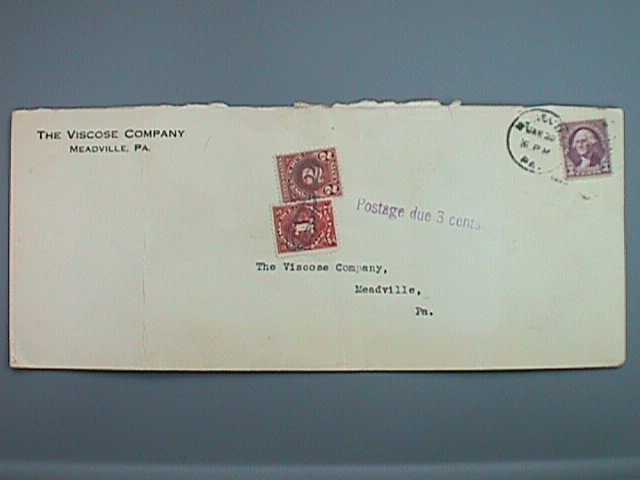 THE VISCOSE COMPANY
MEADVILLE, PA.
Postage due 3 cents.
The Viscose Company,
Meadville,
Pa.